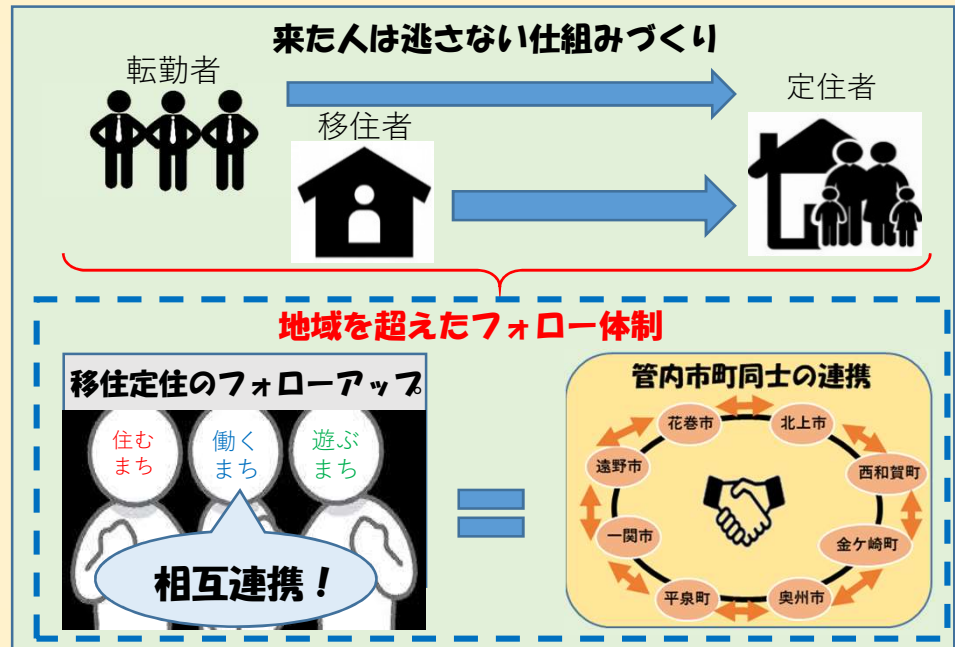 来た人は逃さない仕組みづくり
転勤者
移住者
定住者
地域を超えたフォロー体制
移住定住のフォローアップ
住む
まち
働く
まち
遊ぶ
まち
相互連携!
管内市町同士の連携
花巻市
北上市
遠野市
西和賀町
一関市
金ケ崎町
平泉町
奥州市